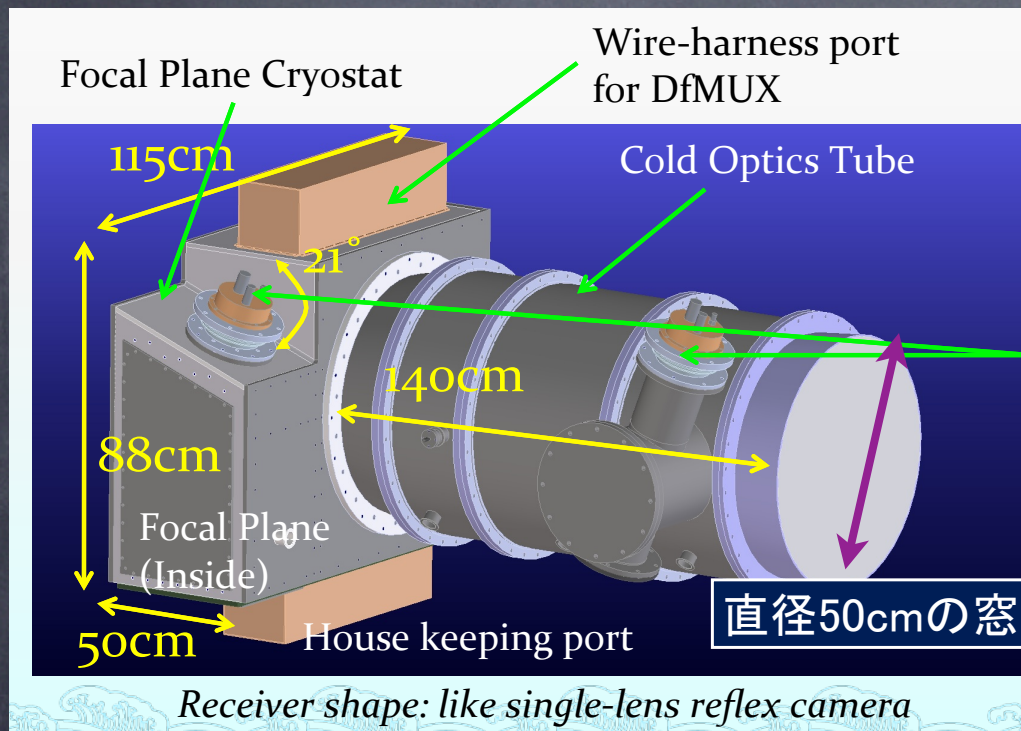 Wire-harness port
for DfMUX
Focal Plane Cryostat
115cm
Cold Optics Tube
21°
140cm
88cm
Focal Plane
(Inside)
50cm
House keeping port
直径50cmの窓
Receiver shape: like single-lens reflex camera